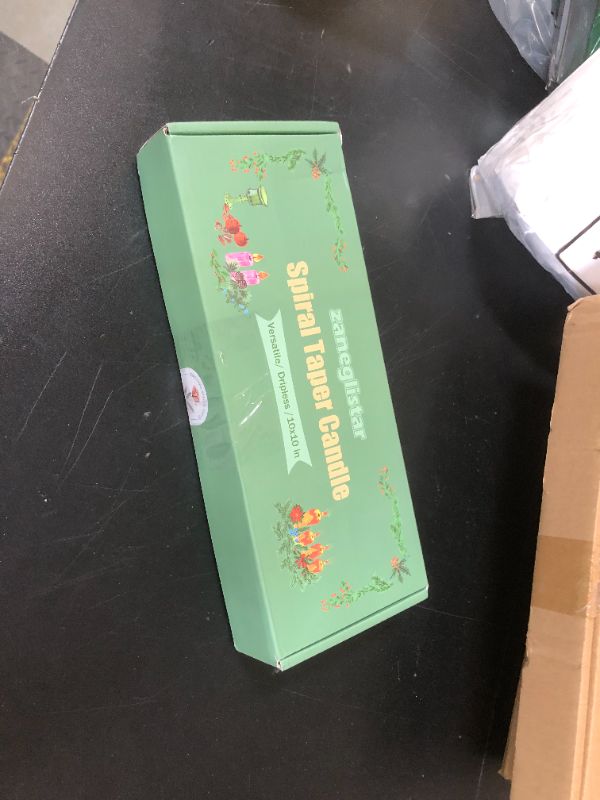 zaneglistar
Spiral Taper Candle
Versatile/ Dripless /10x10 in